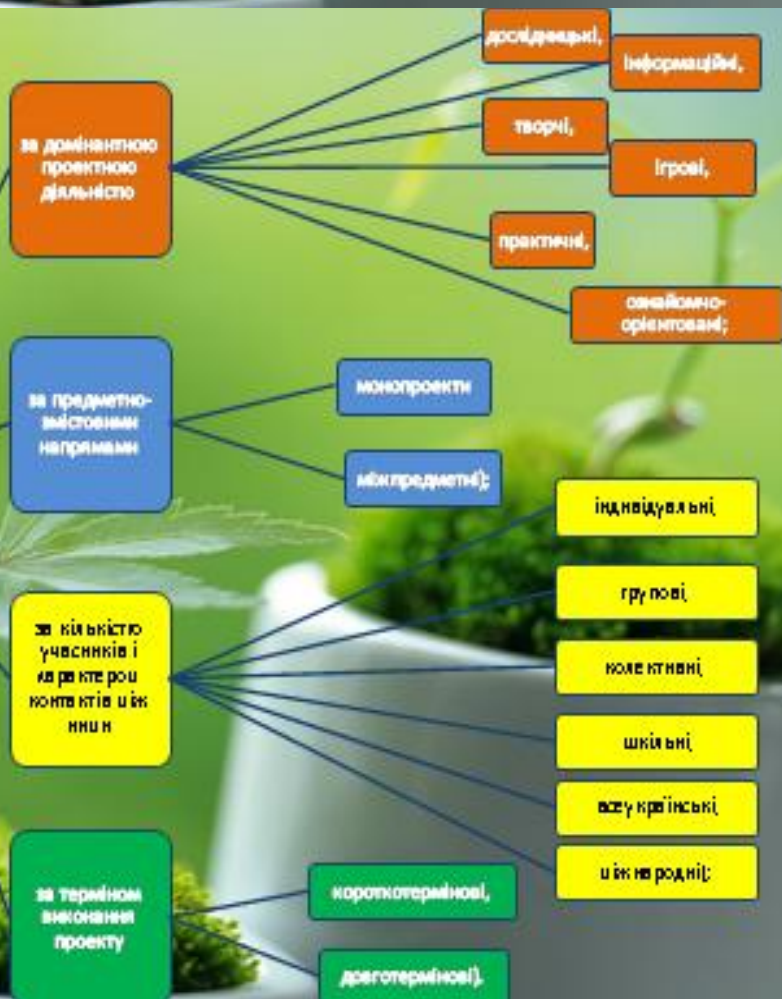 за домінантною
проектною
діяльністю
дослідницькі,
інформаційні,
творчі,
ігрові,
практичні,
ознайомчо-
орієнтовані;
за предметно-
змістовими
напрямами
монопроекти
міжпредметні);
за кількістю
учасників і
характером
контактів між
ними
індивідуальні,
групові,
колективні,
шкільні,
всеукраїнські,
міжнародні);
за терміном
виконання
проекту
короткотермінові,
довготермінові).